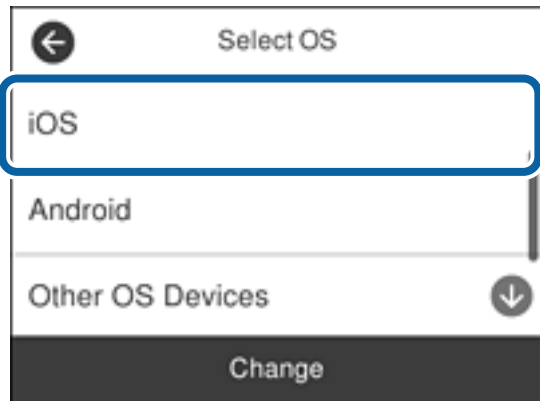 Select OS
iOS
Android
Other OS Devices
Change